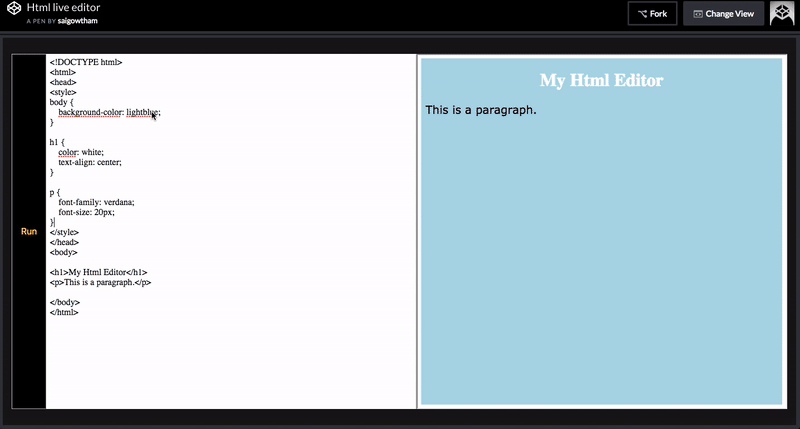 Html live editor
A PEN BY saigowtham
Fork
Change View
Run
<!DOCTYPE html>
<html>
<head>
<style>
body {
    background-color: lightblue;
}

h1 {
    color: white;
    text-align: center;
}

p {
    font-family: verdana;
    font-size: 20px;
}
</style>
</head>
<body>

<h1>My Html Editor</h1>
<p>This is a paragraph.</p>

</body>
</html>
My Html Editor
This is a paragraph.